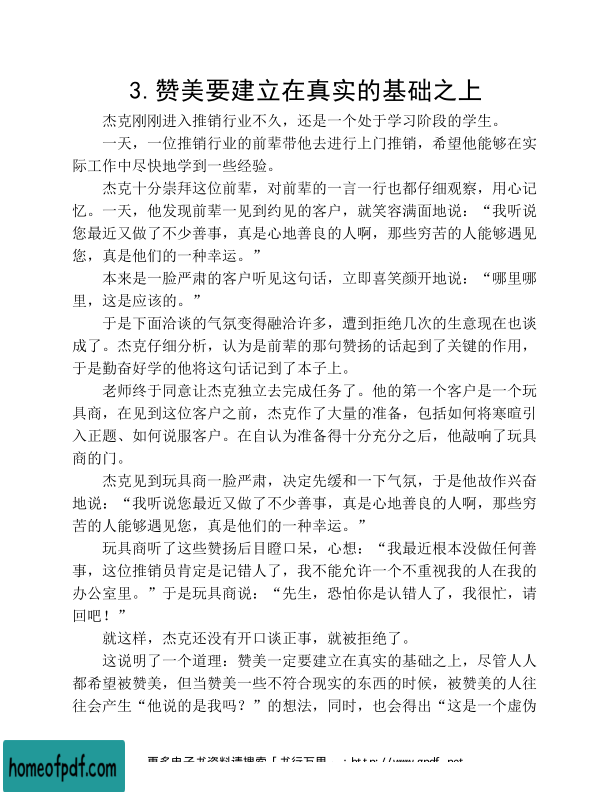 3.赞美要建立在真实的基础之上
杰克刚刚进入推销行业不久，还是一个处于学习阶段的学生。
一天，一位推销行业的前辈带他去进行上门推销，希望他能够在实
际工作中尽快地学到一些经验。
杰克十分崇拜这位前辈，对前辈的一言一行也都仔细观察，用心记
忆。一天，他发现前辈一见到约见的客户，就笑容满面地说：“我听说
您最近又做了不少善事，真是心地善良的人啊，那些穷苦的人能够遇见
您，真是他们的一种幸运。”
本来是一脸严肃的客户听见这句话，立即喜笑颜开地说：“哪里哪
里，这是应该的。”
于是下面洽谈的气氛变得融洽许多，遭到拒绝几次的生意现在也谈
成了。杰克仔细分析，认为是前辈的那句赞扬的话起到了关键的作用，
于是勤奋好学的他将这句话记到了本子上。
老师终于同意让杰克独立去完成任务了。他的第一个客户是一个玩
具商，在见到这位客户之前，杰克作了大量的准备，包括如何将寒暄引
入正题、如何说服客户。在自认为准备得十分充分之后，他敲响了玩具
商的门。
杰克见到玩具商一脸严肃，决定先缓和一下气氛，于是他故作兴奋
地说：“我听说您最近又做了不少善事，真是心地善良的人啊，那些穷
苦的人能够遇见您，真是他们的一种幸运。”
玩具商听了这些赞扬后目瞪口呆，心想：“我最近根本没做任何善
事，这位推销员肯定是记错人了，我不能允许一个不重视我的人在我的
办公室里。”于是玩具商说：“先生，恐怕你是认错人了，我很忙，请
回吧！”
就这样，杰克还没有开口谈正事，就被拒绝了。
这说明了一个道理：赞美一定要建立在真实的基础之上，尽管人人
都希望被赞美，但当赞美一些不符合现实的东西的时候，被赞美的人往
往会产生“他说的是我吗？”的想法，同时，也会得出“这是一个虚伪
homeofpdf.com